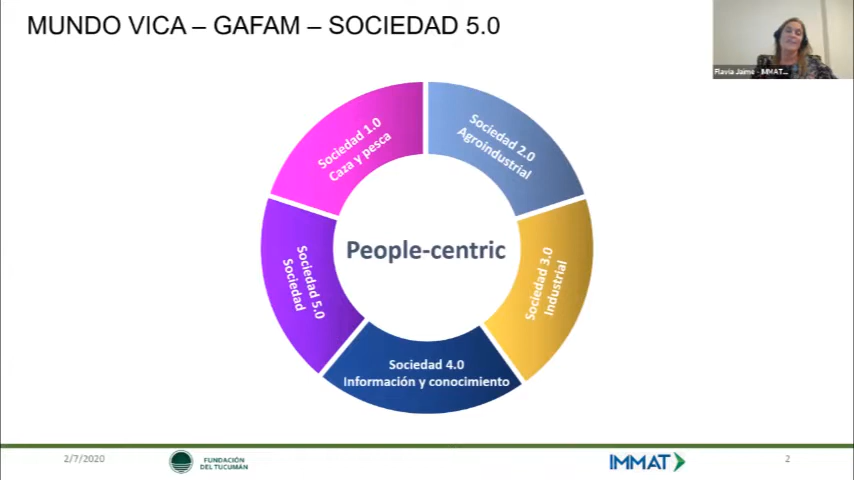 MUNDO VICA – GAFAM – SOCIEDAD 5.0
Flavia Jaime - IMMAT...
Sociedad 1.0
Caza y pesca
Sociedad 2.0
Agroindustrial
Sociedad 3.0
Industrial
Sociedad 4.0
Información y conocimiento
Sociedad 5.0
Sociedad
People-centric
2/7/2020
FUNDACIÓN
DEL TUCUMÁN
IMMAT
2